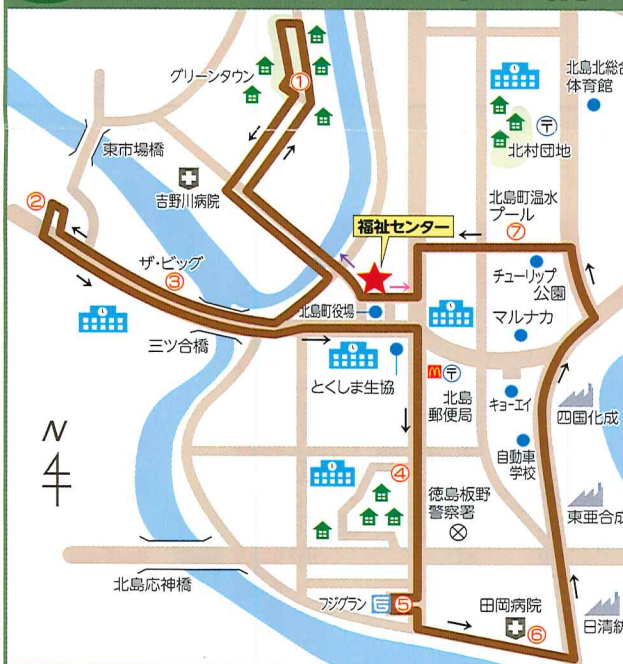 グリーンタウン
①
北島北総合
体育館
〒
北村団地
東市場橋
吉野川病院
②
北島町温水
プール
⑦
福祉センター
ザ・ビッグ
③
チューリップ
公園
北島町役場
マルナカ
三ツ合橋
とくしま生協
m
〒
北島
郵便局
キョーエイ
四国化成
N
自動車
学校
④
徳島板野
警察署
東亜合成
北島応神橋
フジグラン
⑤
田岡病院
⑥
日清紡